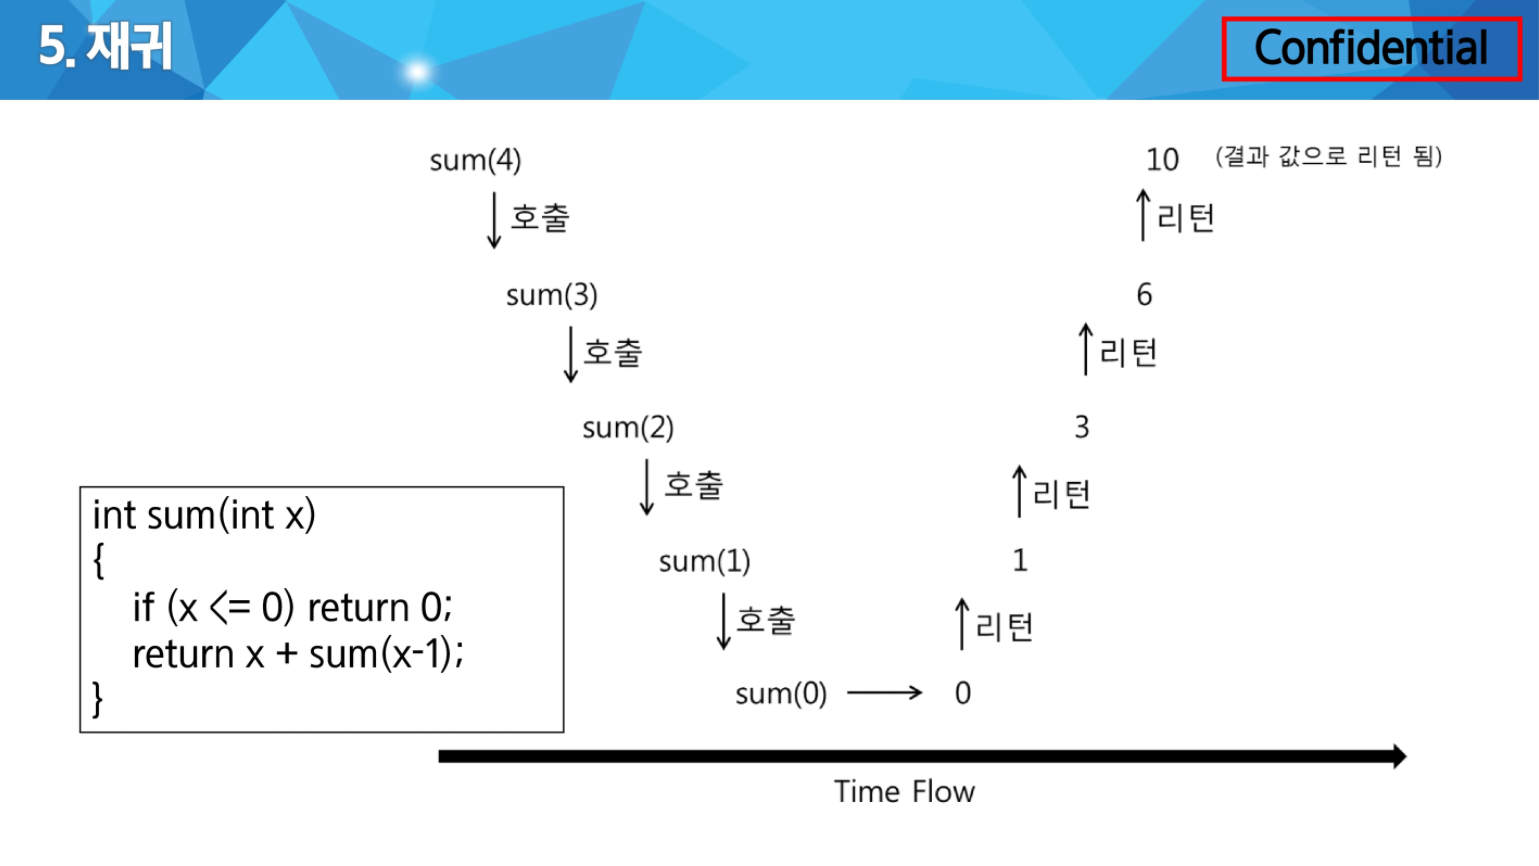 5. 재귀
Confidential
sum(4)
10 (결과 값으로 리턴 됨)
호출
리턴
sum(3)
6
호출
리턴
sum(2)
3
호출
리턴
sum(1)
1
호출
리턴
sum(0)
0
int sum(int x)
{
if (x <= 0) return 0;
return x + sum(x-1);
}
Time Flow